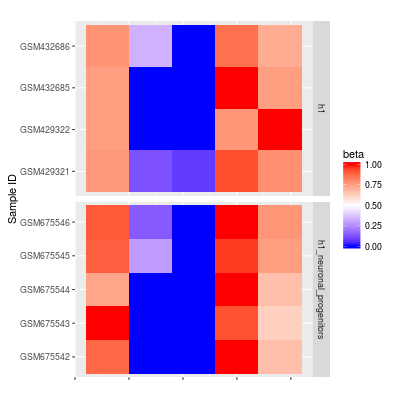 GSM432686
GSM432685
GSM429322
GSM429321
h1
GSM675546
GSM675545
GSM675544
GSM675543
GSM675542
h1_neuronal_progenitors
Sample ID
beta
1.00
0.75
0.50
0.25
0.00